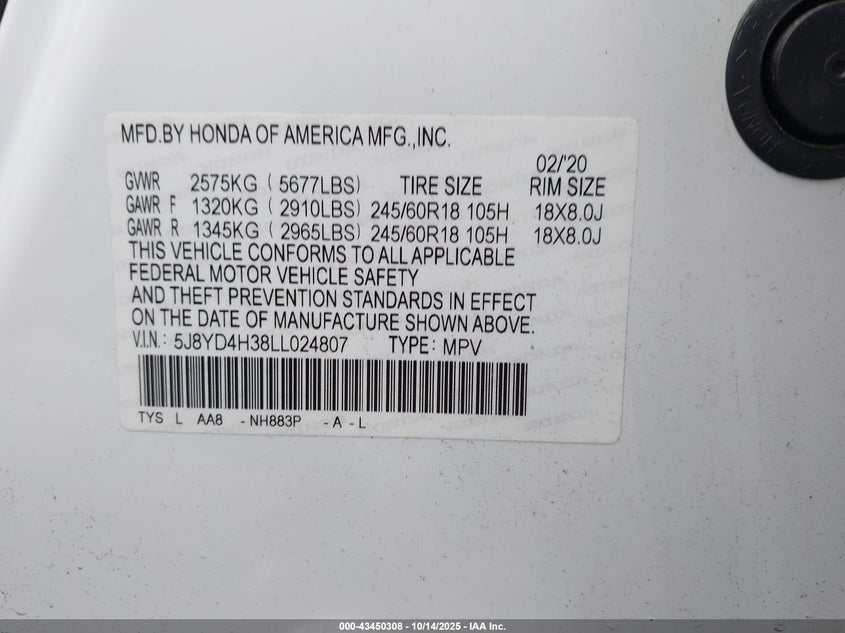 MFD.BY HONDA OF AMERICA MFG.,INC.
02/'20
GVWR 2575KG ( 5677LBS) TIRE SIZE RIM SIZE
GAWR F 1320KG ( 2910LBS) 245/60R18 105H 18X8.0J
GAWR R 1345KG ( 2965LBS) 245/60R18 105H 18X8.0J
THIS VEHICLE CONFORMS TO ALL APPLICABLE
FEDERAL MOTOR VEHICLE SAFETY
AND THEFT PREVENTION STANDARDS IN EFFECT
ON THE DATE OF MANUFACTURE SHOWN ABOVE.
V.I.N.: 5J8YD4H38LL024807 TYPE: MPV
TYS L AA8 - NH883P - A - L
000-43450308 - 10/14/2025 - IAA Inc.